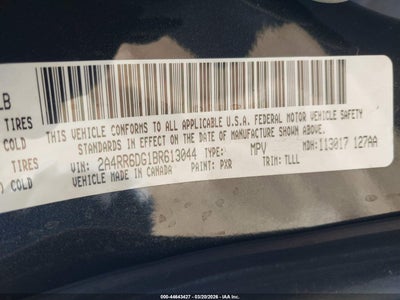 LB
TIRES
COLD
TIRES
COLD
THIS VEHICLE CONFORMS TO ALL APPLICABLE U.S.A. FEDERAL MOTOR VEHICLE SAFETY
STANDARDS IN EFFECT ON THE DATE OF MANUFACTURE SHOWN ABOVE.
VIN: 2A4RR6DG1BR613044 TYPE: MPV MDH: 113017 127AA
VEHICLE MADE IN CANADA PAINT: PXR TRIM: TLLL
000-44643427 - 03/20/2026 - IAAI.COM